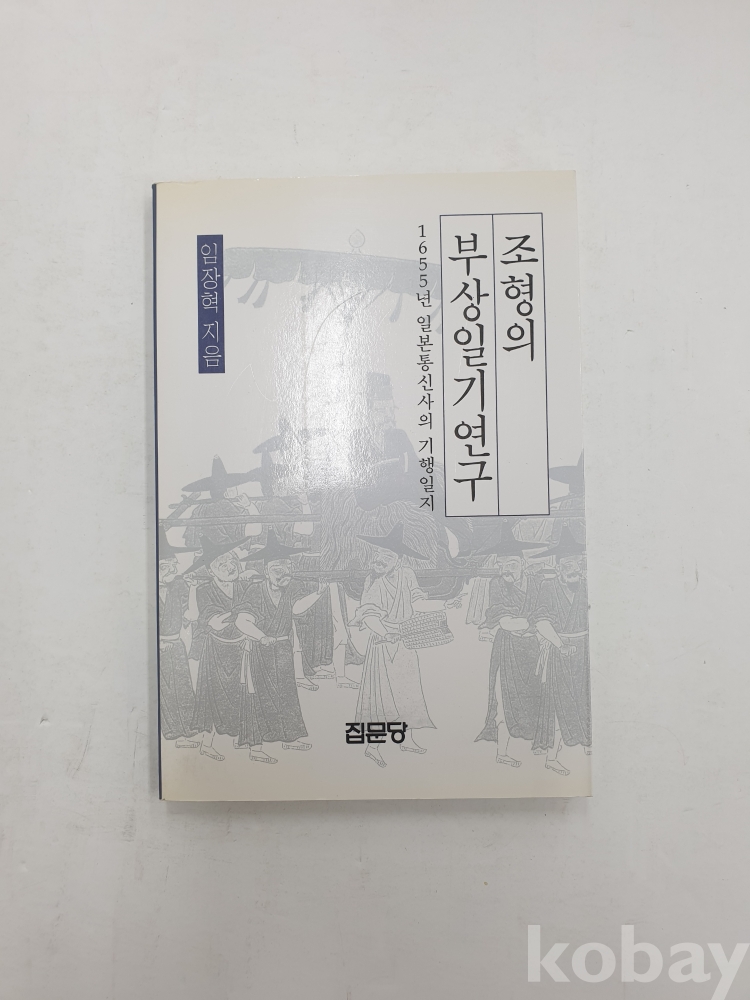 조형의
부상일기연구
1655년 일본통신사의 기행일지
임장혁 지음
집문당
kobay